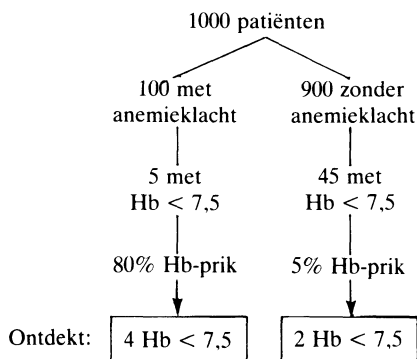 1000 patiënten
100 met
anemieklacht
900 zonder
anemieklacht
5 met
Hb < 7,5
45 met
Hb < 7,5
80% Hb-prik
5% Hb-prik
Ontdekt:
4 Hb < 7,5
2 Hb < 7,5